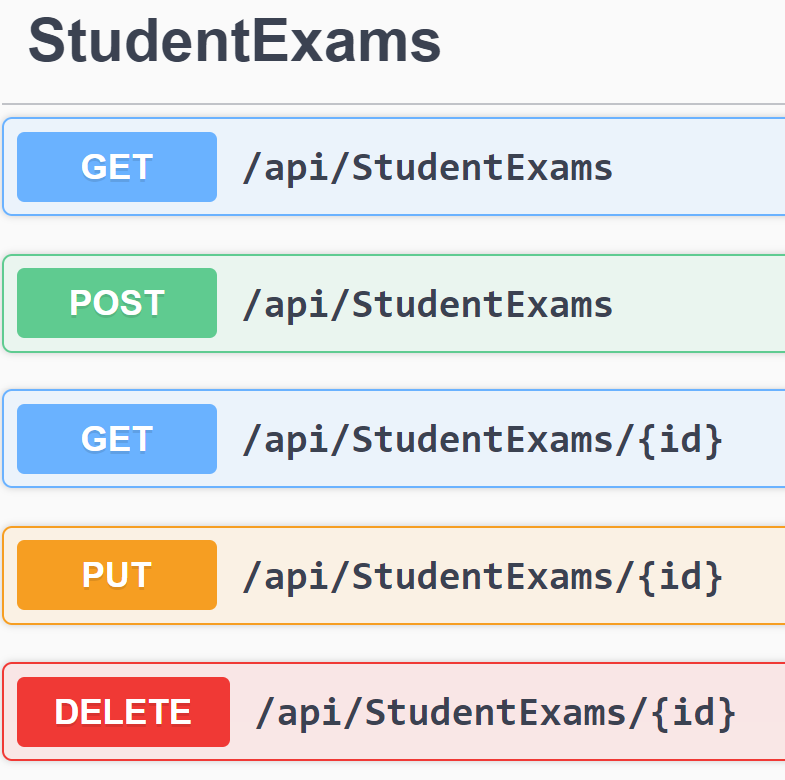 StudentExams
GET /api/StudentExams
POST /api/StudentExams
GET /api/StudentExams/{id}
PUT /api/StudentExams/{id}
DELETE /api/StudentExams/{id}